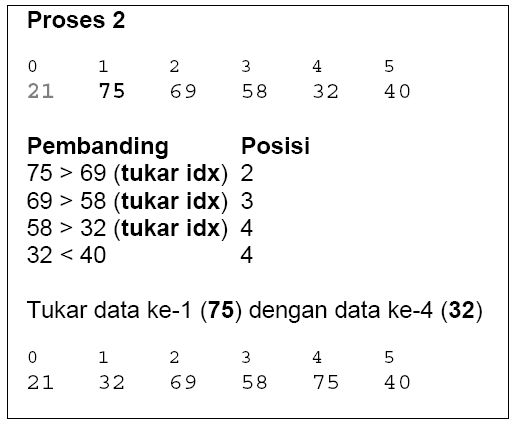 Proses 2
0 1 2 3 4 5
21 75 69 58 32 40
Pembanding Posisi
75 > 69 (tukar idx) 2
69 > 58 (tukar idx) 3
58 > 32 (tukar idx) 4
32 < 40 4
Tukar data ke-1 (75) dengan data ke-4 (32)
0 1 2 3 4 5
21 32 69 58 75 40